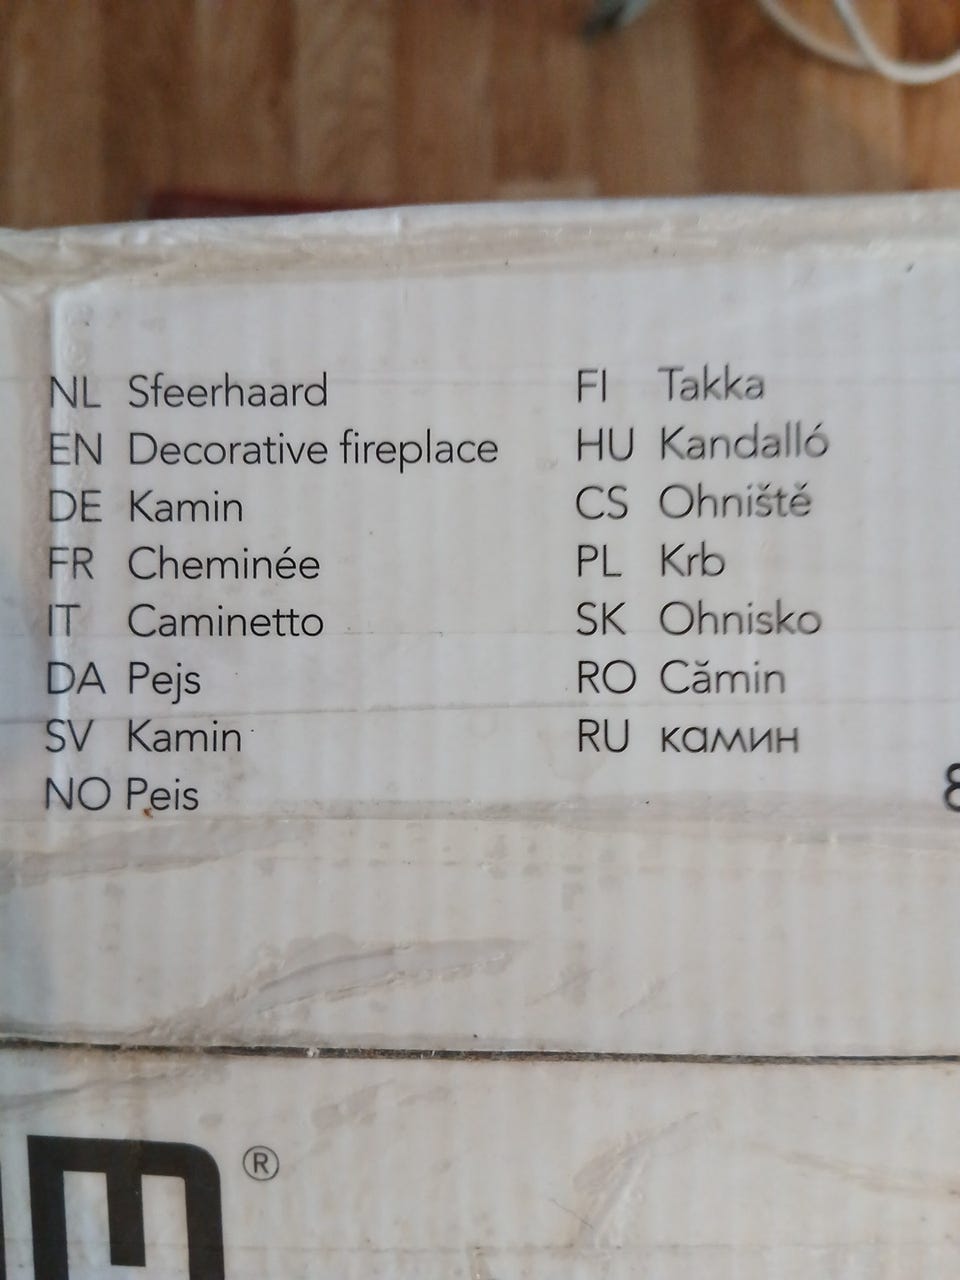 NL Sfeerhaard
EN Decorative fireplace
DE Kamin
FR Cheminée
IT Caminetto
DA Pejs
SV Kamin
NO Peis
FI Takka
HU Kandalló
CS Ohniště
PL Krb
SK Ohnisko
RO Cămin
RU камин
®